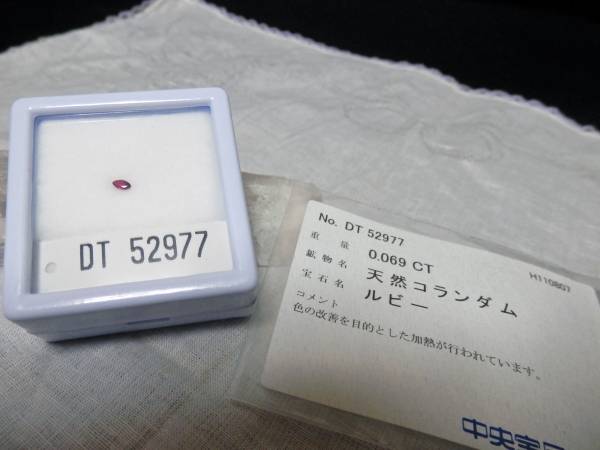 DT 52977
No. DT 52977
重量 0.069 CT
鉱物名 天然コランダム
宝石名 ルビー
コメント
色の改善を目的とした加熱が行われています。
H110807
中央宝